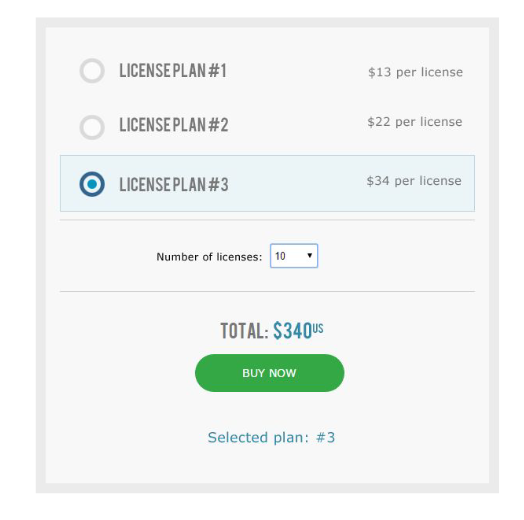 LICENSE PLAN #1 $13 per license
LICENSE PLAN #2 $22 per license
LICENSE PLAN #3 $34 per license
Number of licenses: 10
TOTAL: $340US
BUY NOW
Selected plan: #3